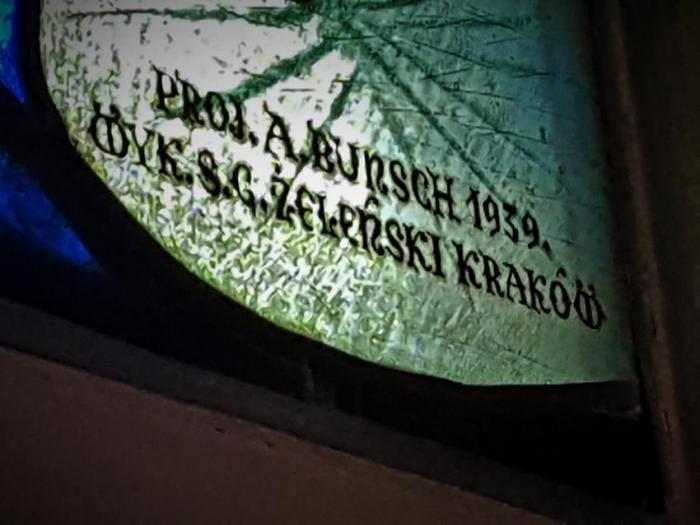 PROJ. A. BUNSCH 1939.
WYK. S. G. ŻELEŃSKI KRAKÓW